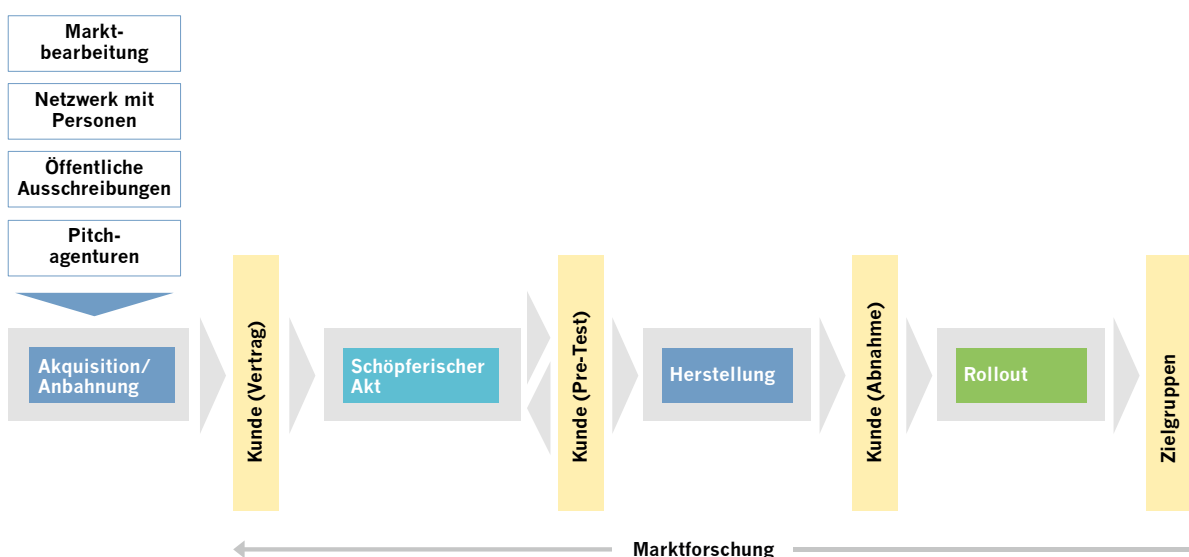 Markt-
bearbeitung
Netzwerk mit
Personen
Öffentliche
Ausschreibungen
Pitch-
agenturen
Akquisition/
Anbahnung
Kunde (Vertrag)
Schöpferischer
Akt
Kunde (Pre-Test)
Herstellung
Kunde (Abnahme)
Rollout
Zielgruppen
Marktforschung